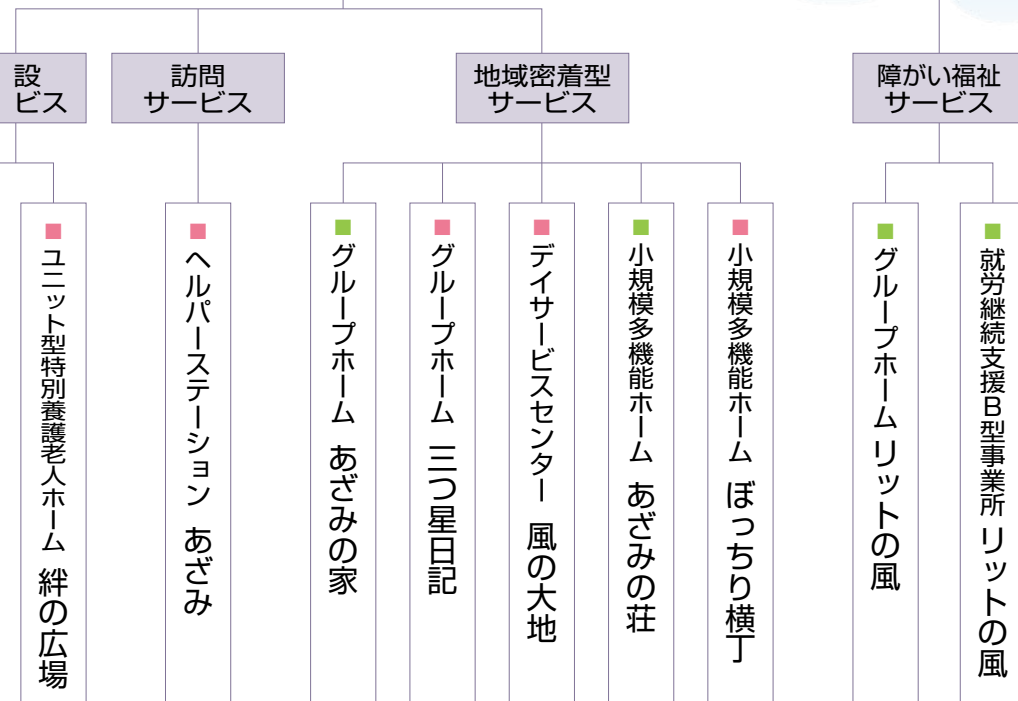 設
ビス
訪問
サービス
地域密着型
サービス
障がい福祉
サービス
■ユニット型特別養護老人ホーム 絆の広場
■ヘルパーステーション あざみ
■グループホーム あざみの家
■グループホーム 三つ星日記
■デイサービスセンター 風の大地
■小規模多機能ホーム あざみの荘
■小規模多機能ホーム ぼっちり横丁
■グループホーム リットの風
■就労継続支援B型事業所 リットの風